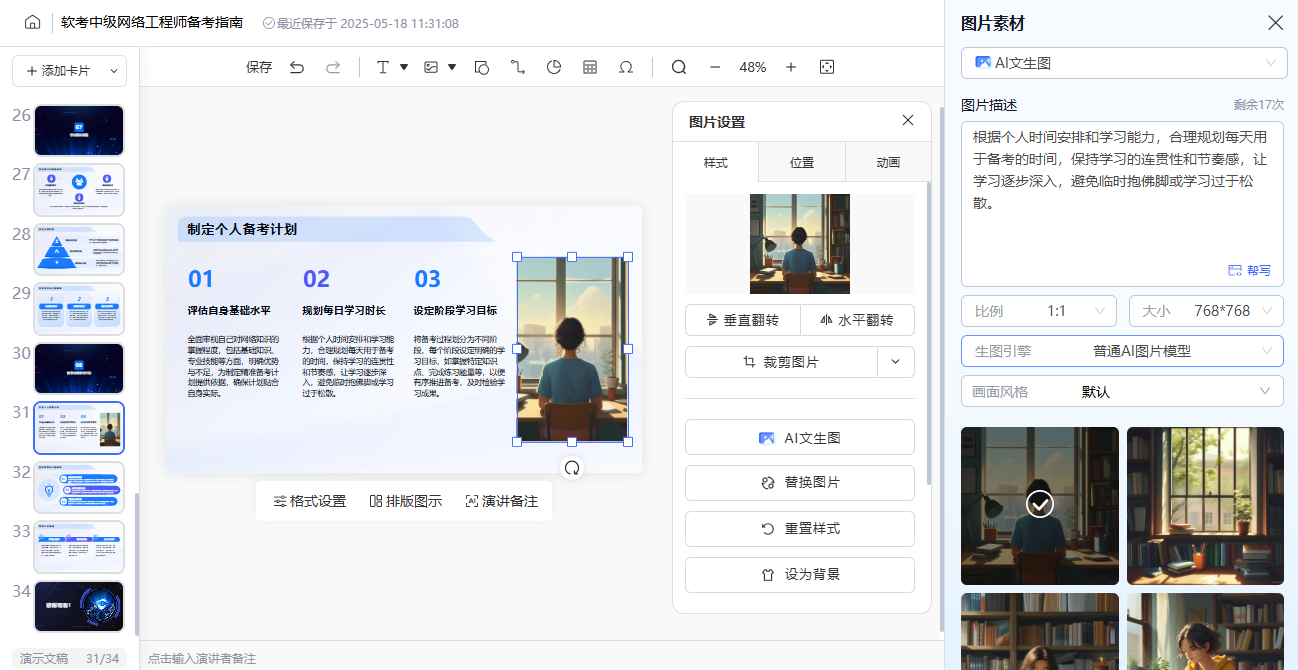 软考中级网络工程师备考指南
最近保存于 2025-05-18 11:31:08
添加卡片
保存
48%
26
27
28
29
30
31
32
33
34
演示文稿 31/34
制定个人备考计划
01
评估自身基础水平
全面审视自己对网络知识的
掌握程度，包括基础知识、
专业技能等方面，明确优势
与不足，为制定精准备考计
划提供依据，确保计划贴合
自身实际。
02
规划每日学习时长
根据个人时间安排和学习能
力，合理规划每天用于备考
的时间，保持学习的连贯性
和节奏感，让学习逐步深
入，避免临时抱佛脚或学习
过于松散。
03
设定阶段学习目标
将备考过程划分为不同阶
段，每个阶段设定明确的学
习目标，如掌握特定知识
点、完成练习题量等，以便
有序推进备考，及时检验学
习成果。
格式设置 排版图示 演讲备注
点击输入演讲者备注
图片设置
样式 位置 动画
垂直翻转 水平翻转
裁剪图片
AI文生图
替换图片
重置样式
设为背景
图片素材
AI文生图
图片描述 剩余17次
根据个人时间安排和学习能力，合理规划每天用
于备考的时间，保持学习的连贯性和节奏感，让
学习逐步深入，避免临时抱佛脚或学习过于松
散。
帮写
比例 1:1 大小 768*768
生图引擎 普通AI图片模型
画面风格 默认